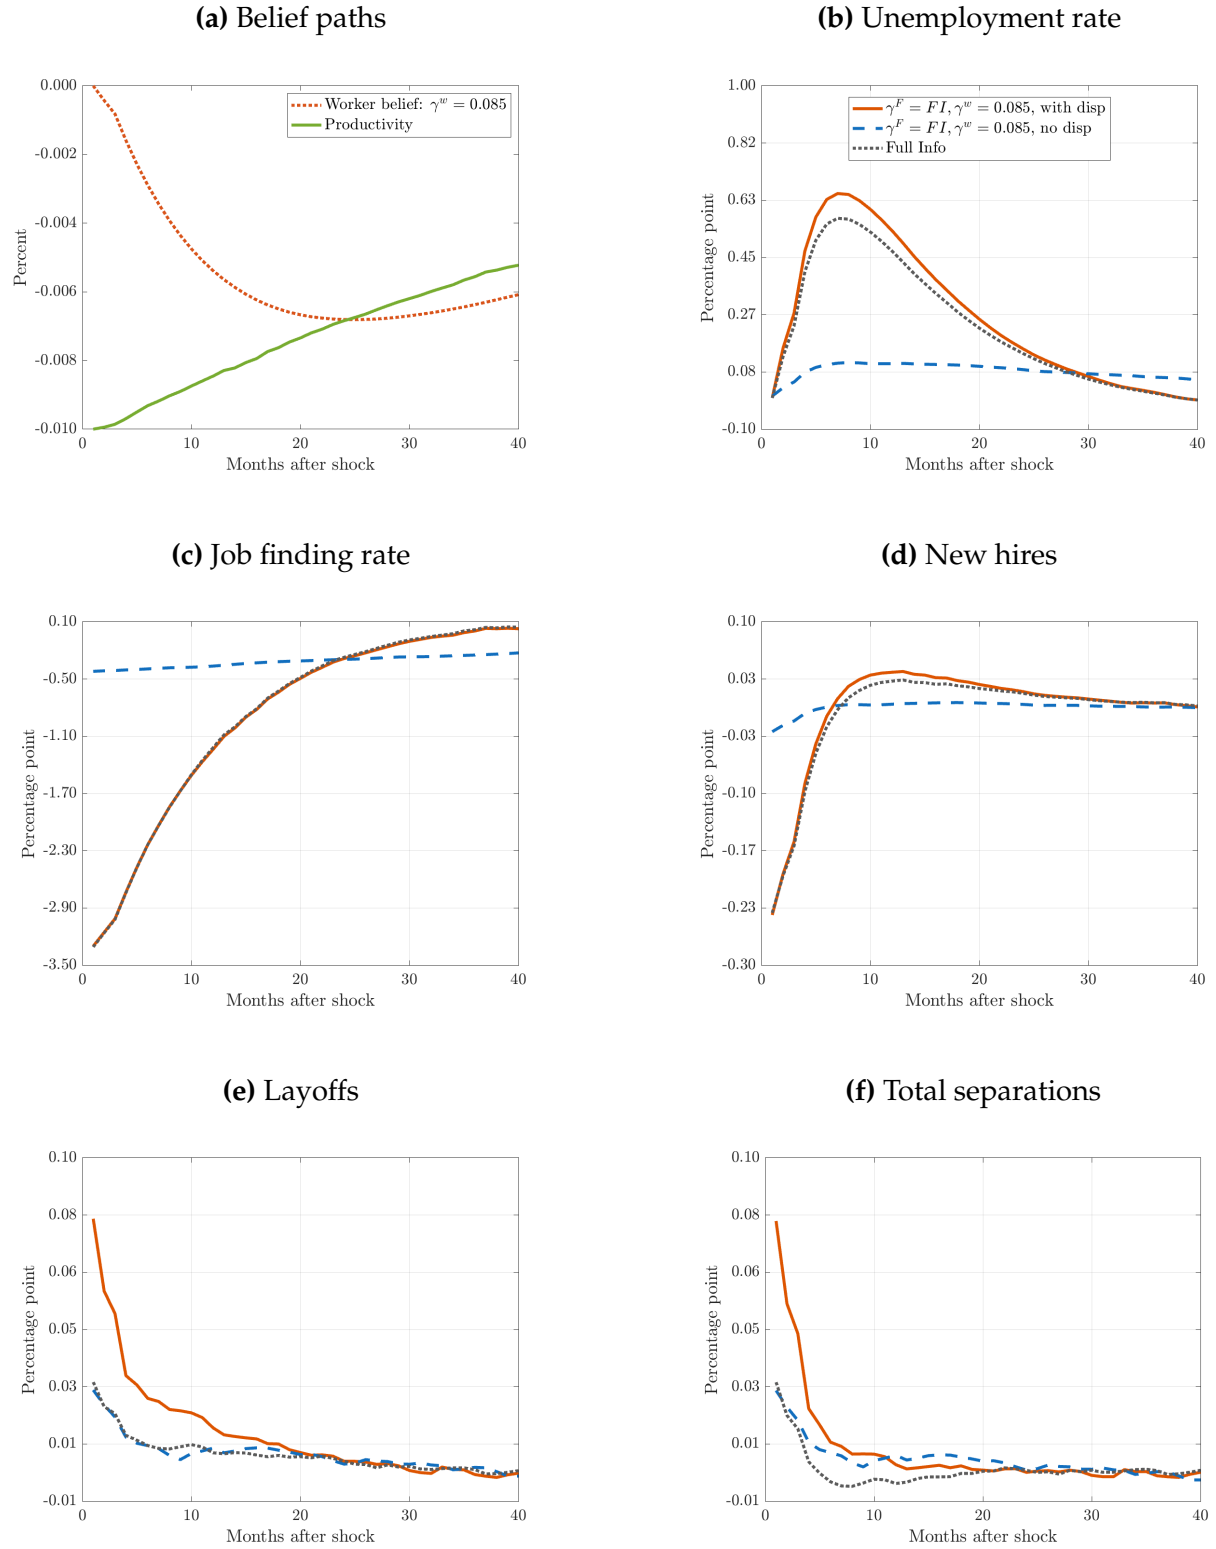 (a) Belief paths
0.000
-0.002
-0.004
-0.006
-0.008
-0.010
Percent
Worker belief: γ^w = 0.085
Productivity
0 10 20 30 40
Months after shock
(b) Unemployment rate
1.00
0.82
0.63
0.45
0.27
0.08
-0.10
Percentage point
γ^F = FI, γ^w = 0.085, with disp
γ^F = FI, γ^w = 0.085, no disp
Full Info
0 10 20 30 40
Months after shock
(c) Job finding rate
0.10
-0.50
-1.10
-1.70
-2.30
-2.90
-3.50
Percentage point
0 10 20 30 40
Months after shock
(d) New hires
0.10
0.03
-0.03
-0.10
-0.17
-0.23
-0.30
Percentage point
0 10 20 30 40
Months after shock
(e) Layoffs
0.10
0.08
0.06
0.05
0.03
0.01
-0.01
Percentage point
0 10 20 30 40
Months after shock
(f) Total separations
0.10
0.08
0.06
0.05
0.03
0.01
-0.01
Percentage point
0 10 20 30 40
Months after shock